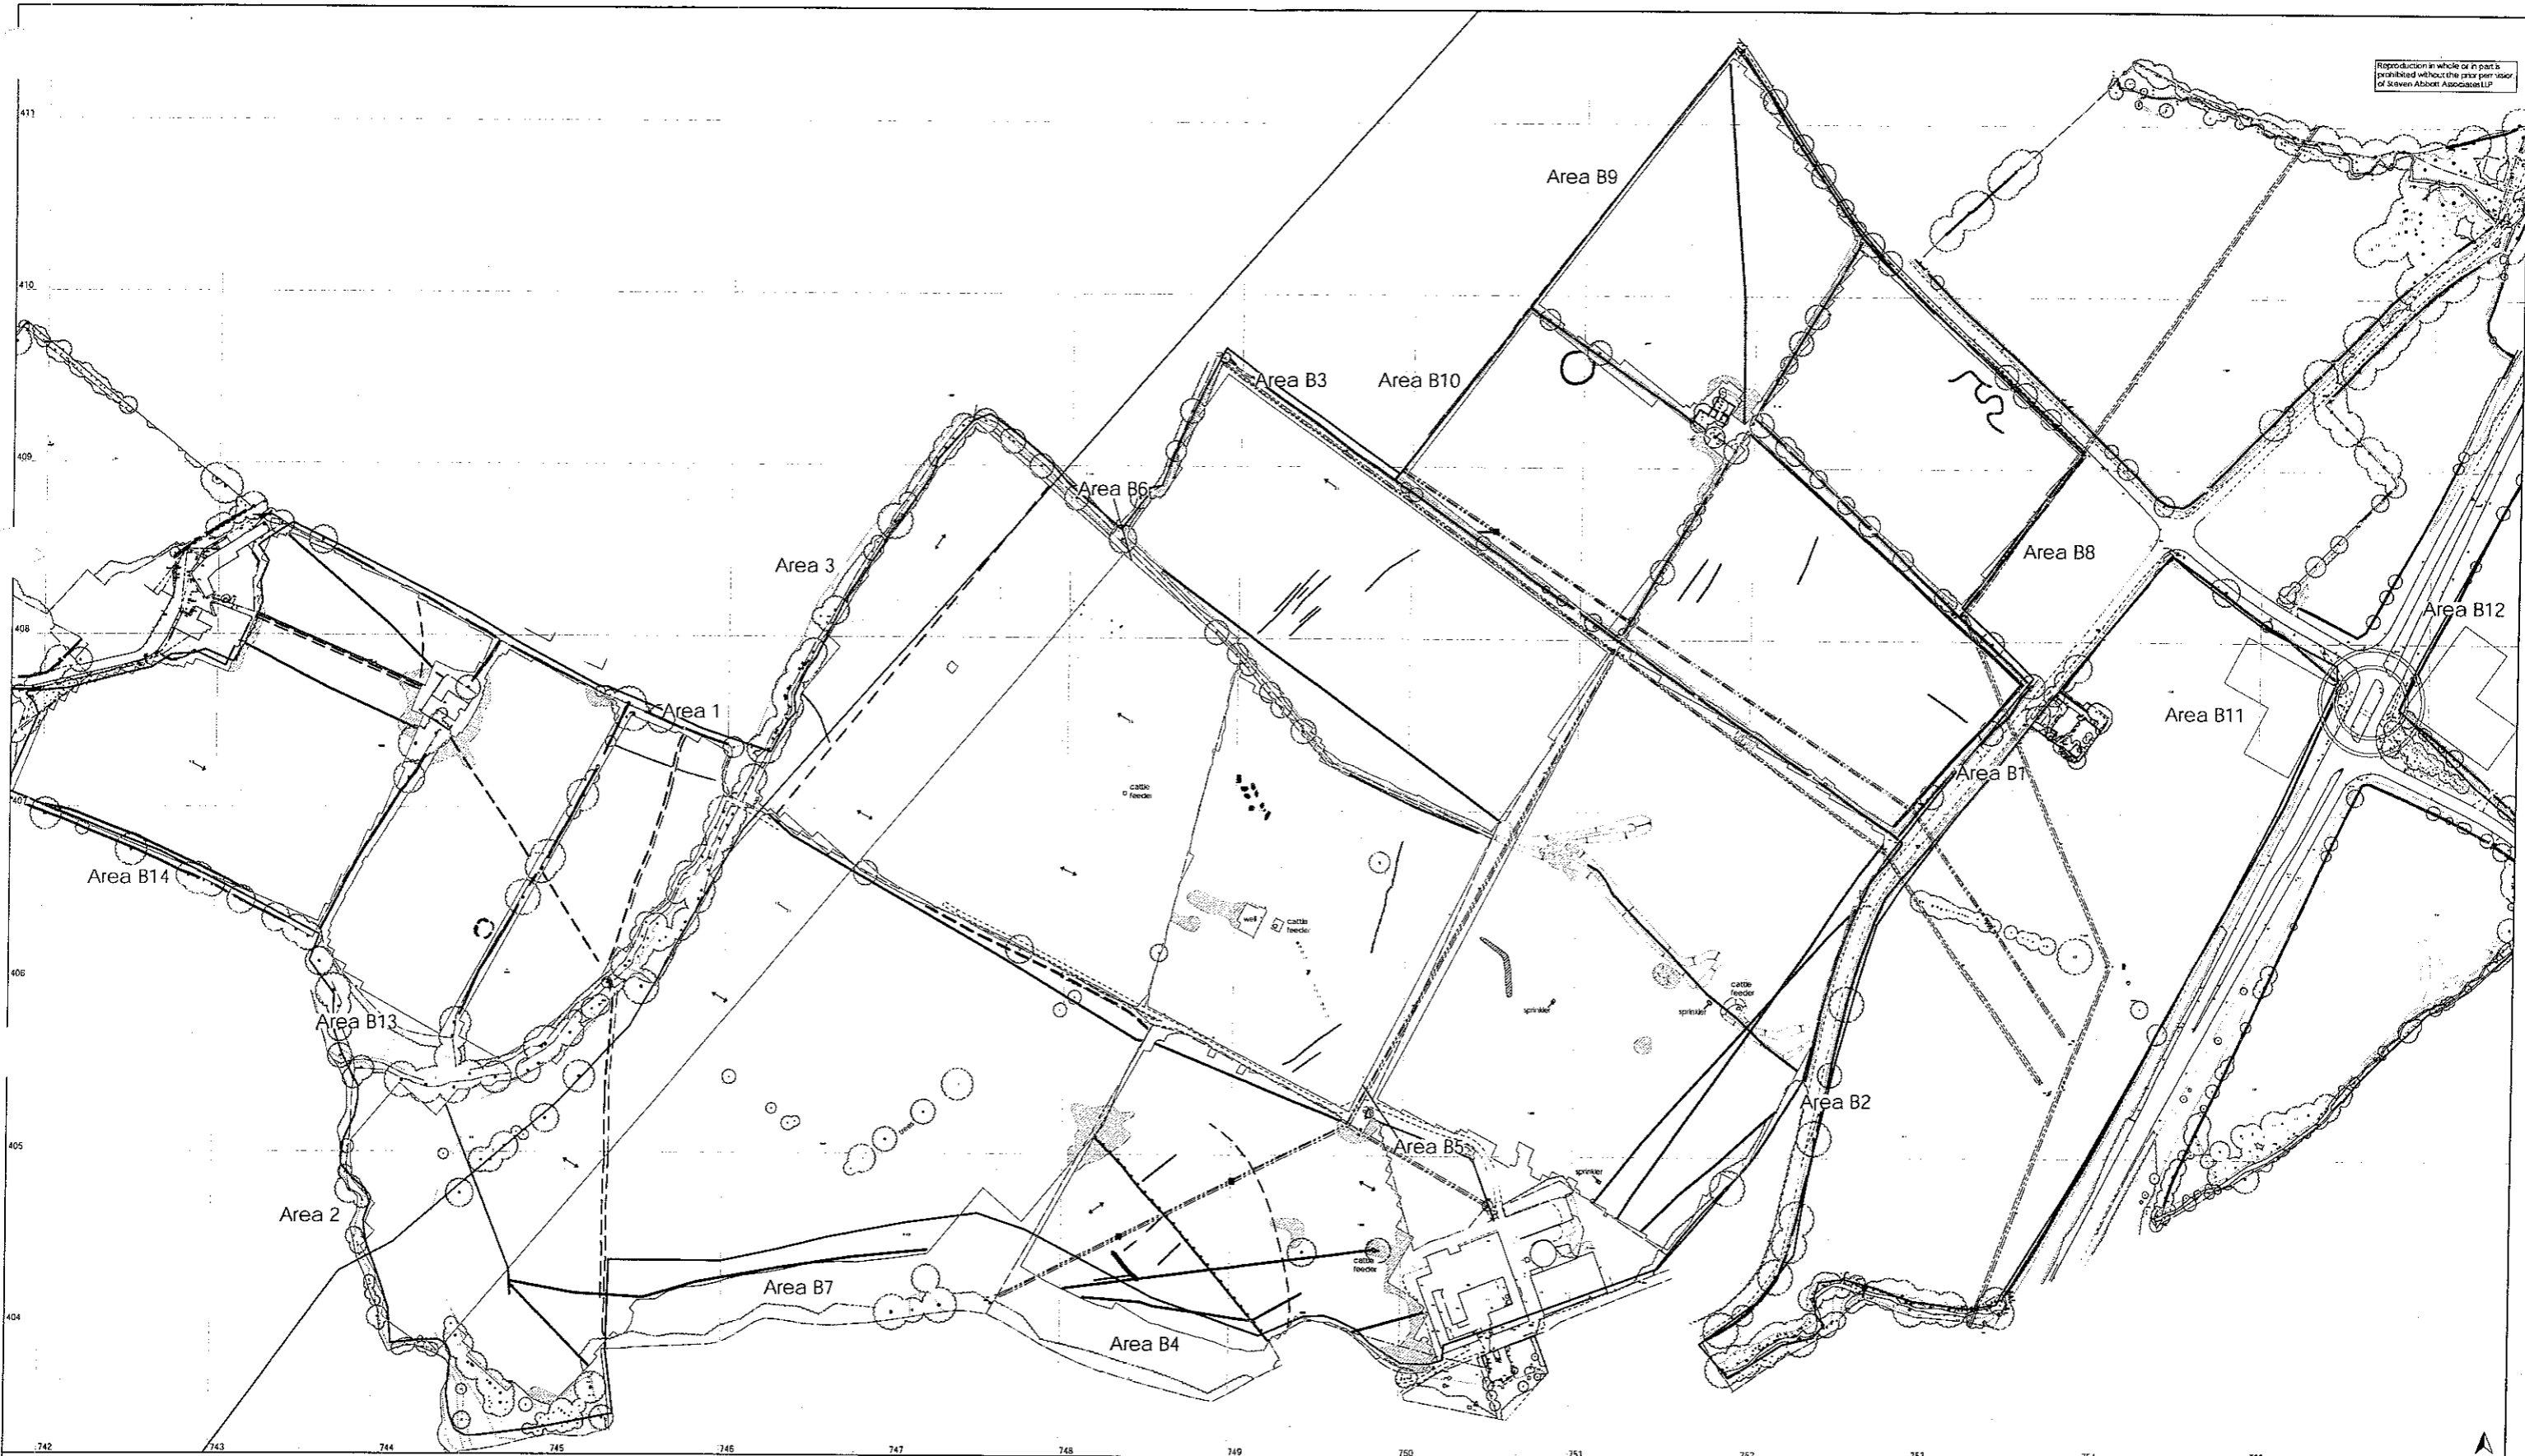 Reproduction in whole or in part is
prohibited without the prior permission
of Steven Abbott Associates LLP
411
Area B9
410
Area B3
Area B10
409
Area B6
Area 3
Area B8
408
Area B12
Area 1
Area B11
Area B1
cattle
feeder
407
Area B14
well
cattle
feeder
406
cattle
feeder
sprinkler
sprinkler
Area B13
Area B2
405
Area B5
sprinkler
Area 2
cattle
feeder
Area B7
404
Area B4
742
743
744
745
746
747
748
749
750
751
752
753